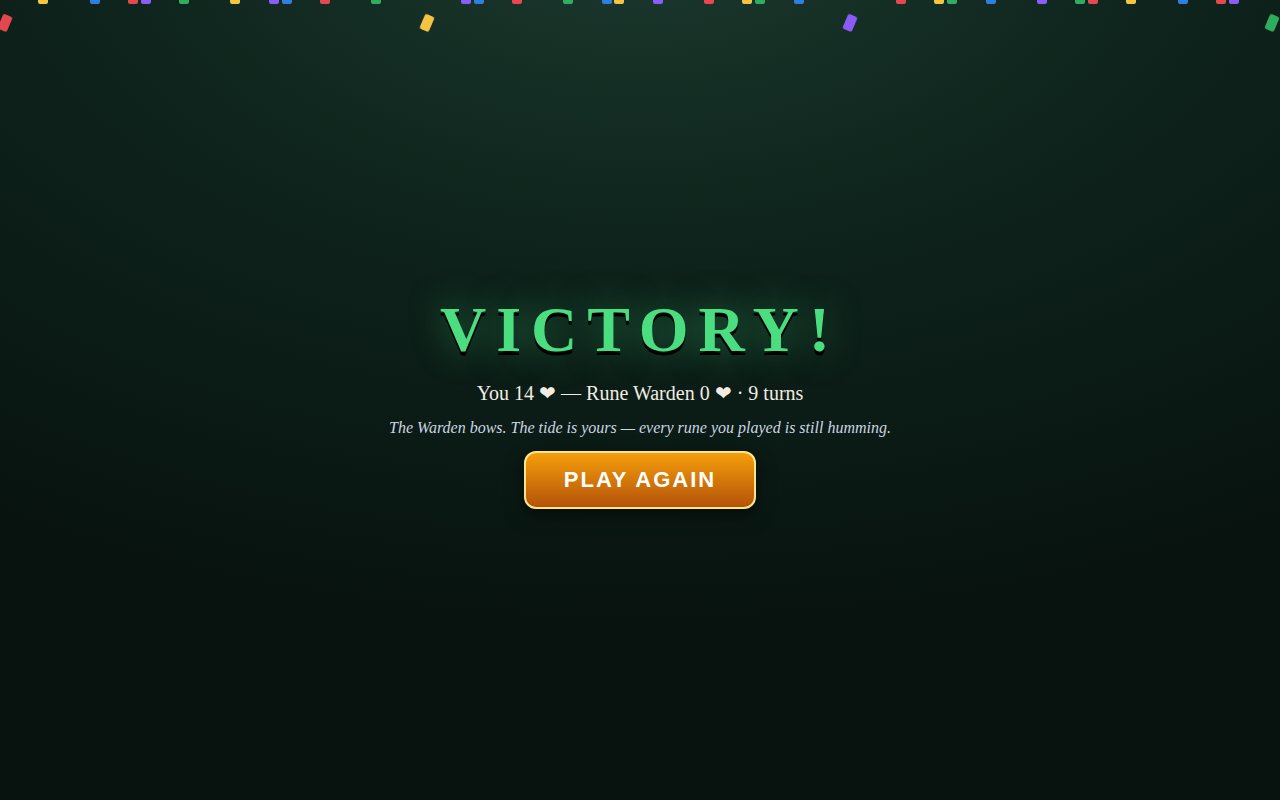 VICTORY!
You 14 ❤ — Rune Warden 0 ❤ · 9 turns
The Warden bows. The tide is yours — every rune you played is still humming.
PLAY AGAIN